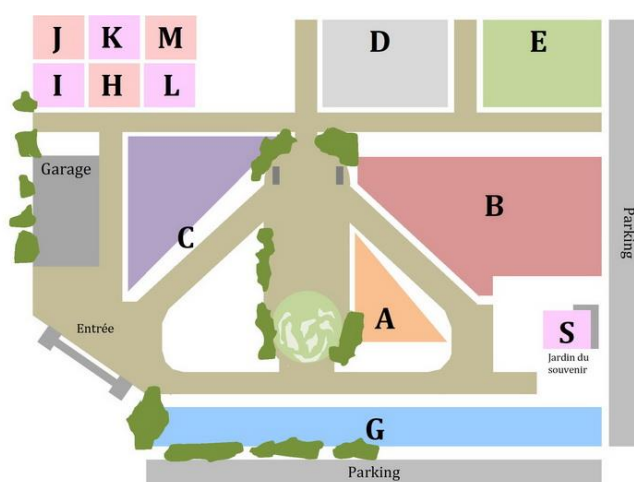 J K M
D
E
I H L
Garage
C
B
Parking
A
S
Entrée
Jardin du
souvenir
G
Parking